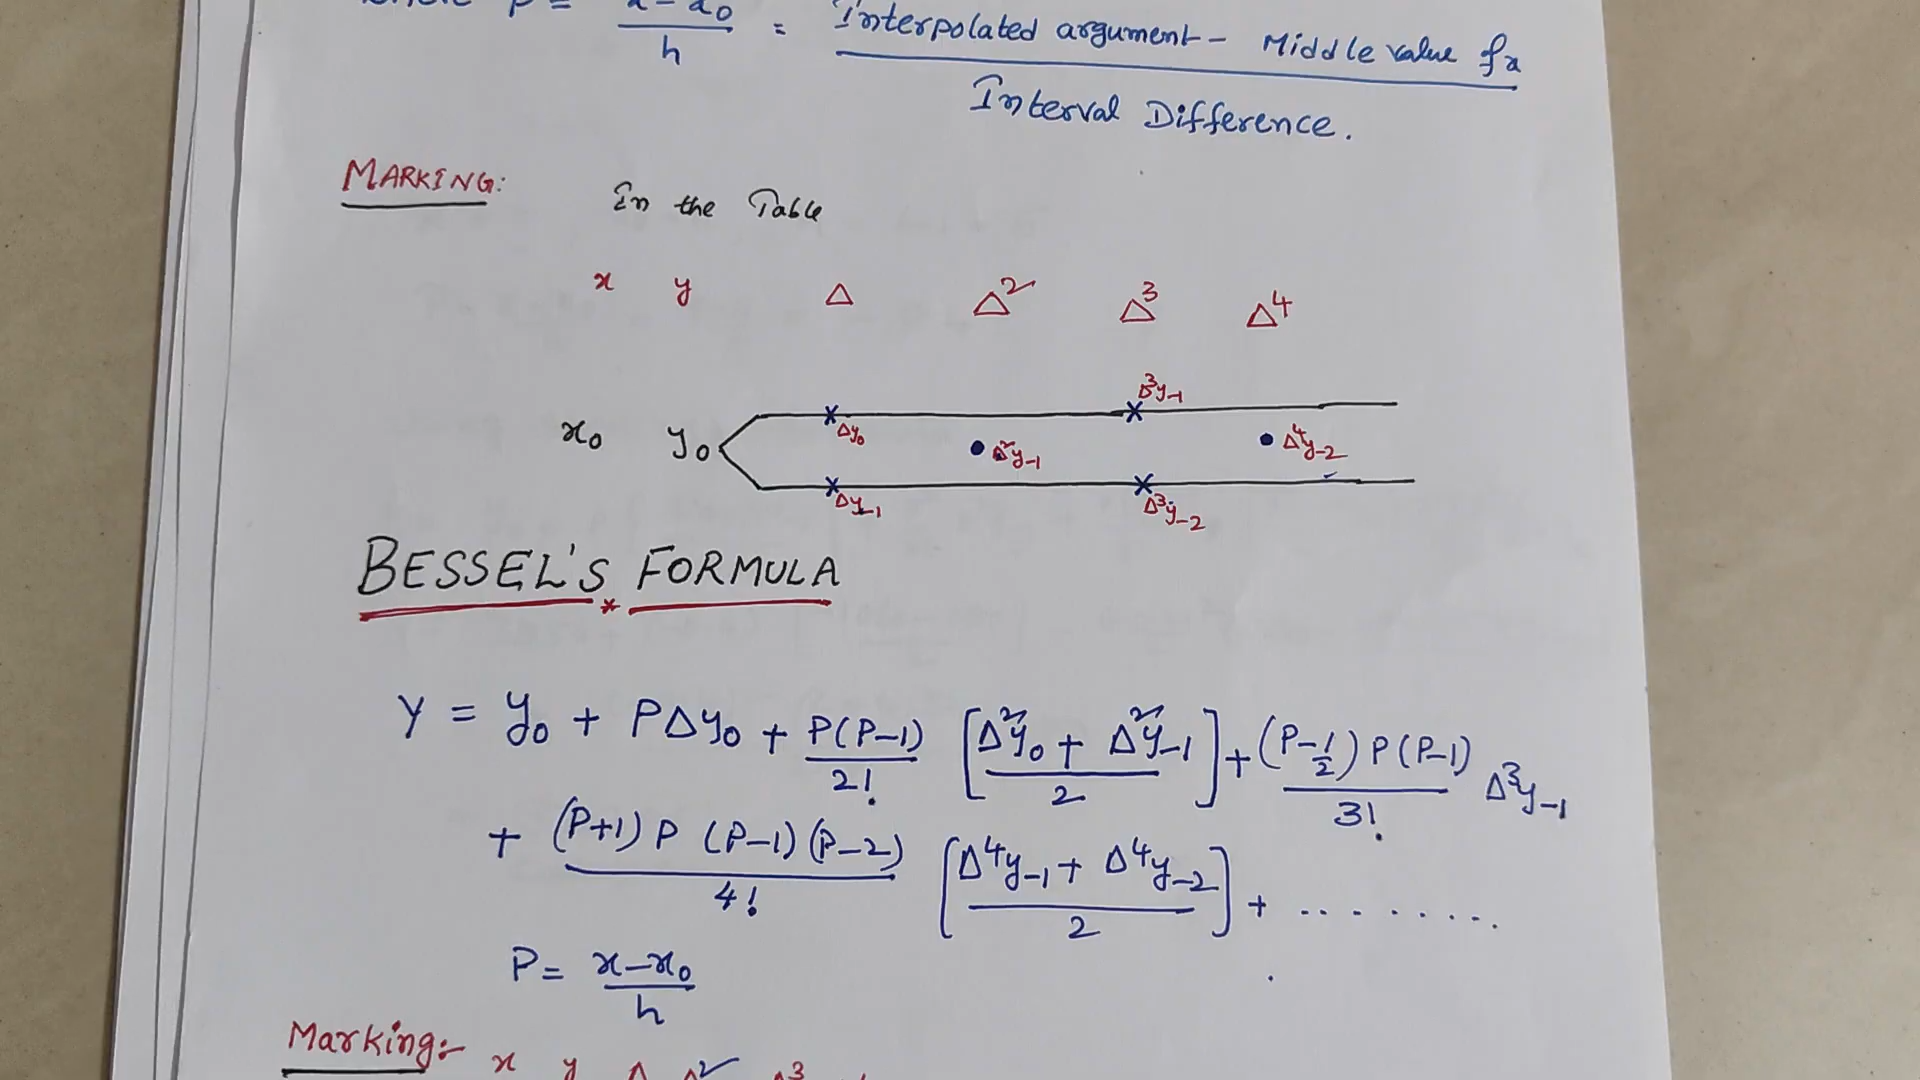 P = x-x0/h = Interpolated argument - Middle value of x / Interval Difference.
MARKING: In the Table
x y Δ Δ² Δ³ Δ⁴
x₀ y₀ Δy₀ Δy₋₁ Δ²y₋₁ Δ³y₋₁ Δ³y₋₂ Δ⁴y₋₂
BESSEL'S FORMULA
Y = y₀ + PΔy₀ + P(P-1)/2! [Δ²y₀ + Δ²y₋₁ / 2] + (P-1/2) P (P-1)/3! Δ³y₋₁
+ (P+1) P (P-1) (P-2)/4! [Δ⁴y₋₁ + Δ⁴y₋₂ / 2] + .........
P = x-x₀/h
Marking:- x y Δ Δ² Δ³